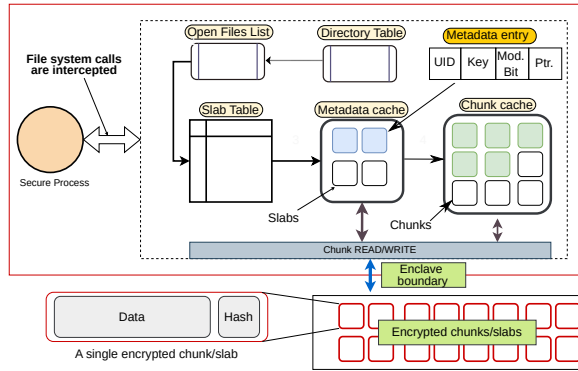 Open Files List
Directory Table
Metadata entry
File system calls
are intercepted
UID
Key
Mod.
Bit
Ptr.
Slab Table
Metadata cache
Chunk cache
Secure Process
Slabs
Chunks
Chunk READ/WRITE
Enclave
boundary
Data
Hash
Encrypted chunks/slabs
A single encrypted chunk/slab